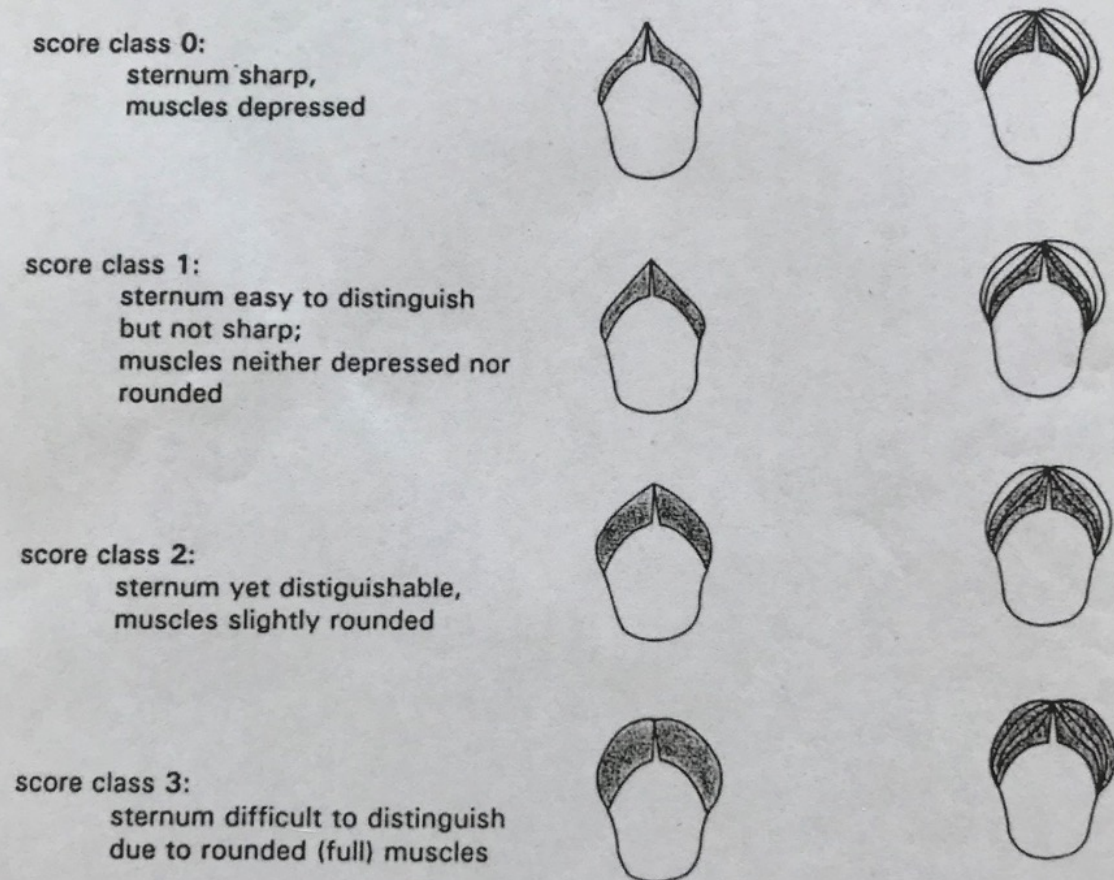 score class 0:
sternum sharp,
muscles depressed
score class 1:
sternum easy to distinguish
but not sharp;
muscles neither depressed nor
rounded
score class 2:
sternum yet distiguishable,
muscles slightly rounded
score class 3:
sternum difficult to distinguish
due to rounded (full) muscles